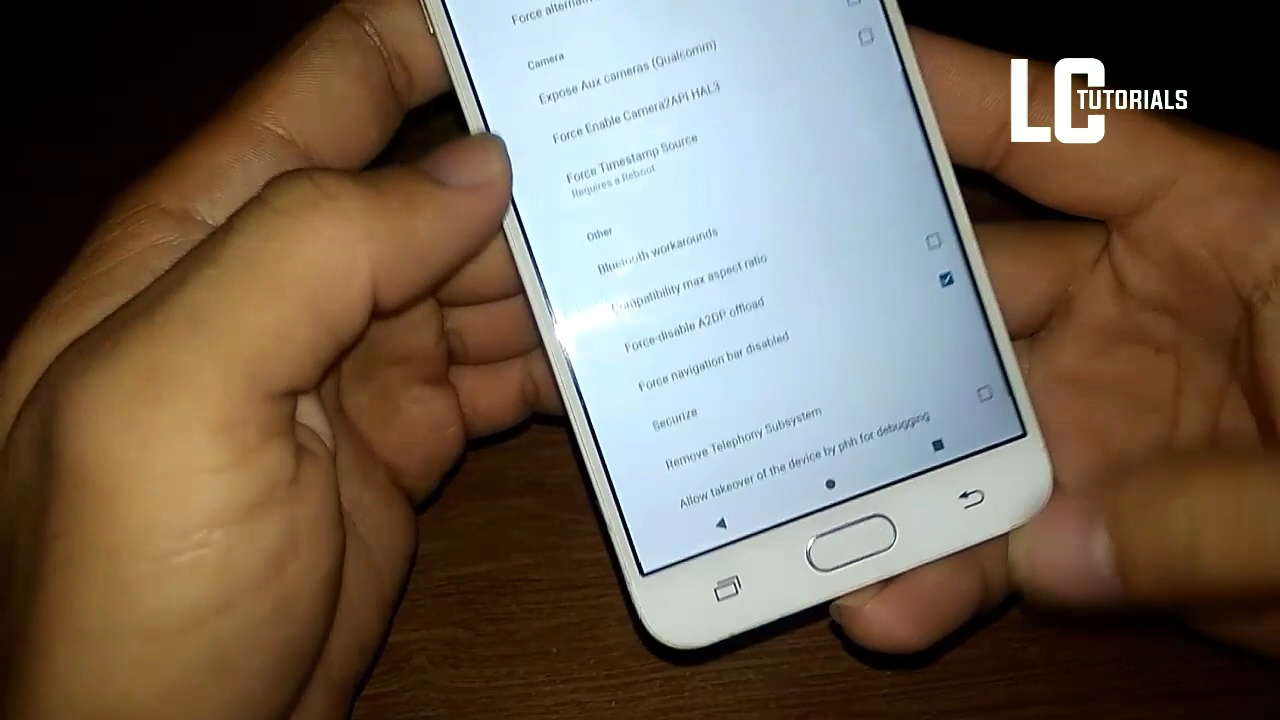 Force alternativ
Camera
Expose Aux cameras (Qualcomm)
Force Enable Camera2API HAL3
Force Timestamp Source
Requires a Reboot
Other
Bluetooth workarounds
Compatibility max aspect ratio
Force-disable A2DP offload
Force navigation bar disabled
Securize
Remove Telephony Subsystem
Allow takeover of the device by phh for debugging
LC TUTORIALS